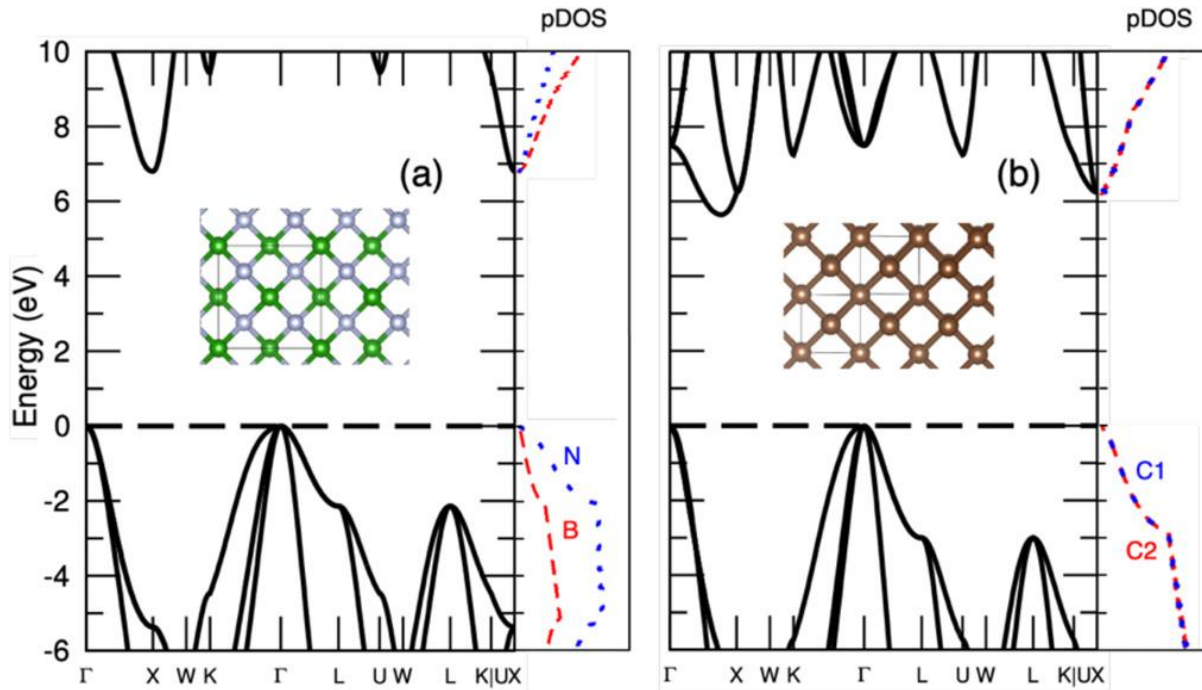 pDOS
pDOS
10
8
6
4
2
0
-2
-4
-6
Energy (eV)
(a)
(b)
N
B
C1
C2
Γ X W K Γ L U W L K|UX
Γ X W K Γ L U W L K|UX